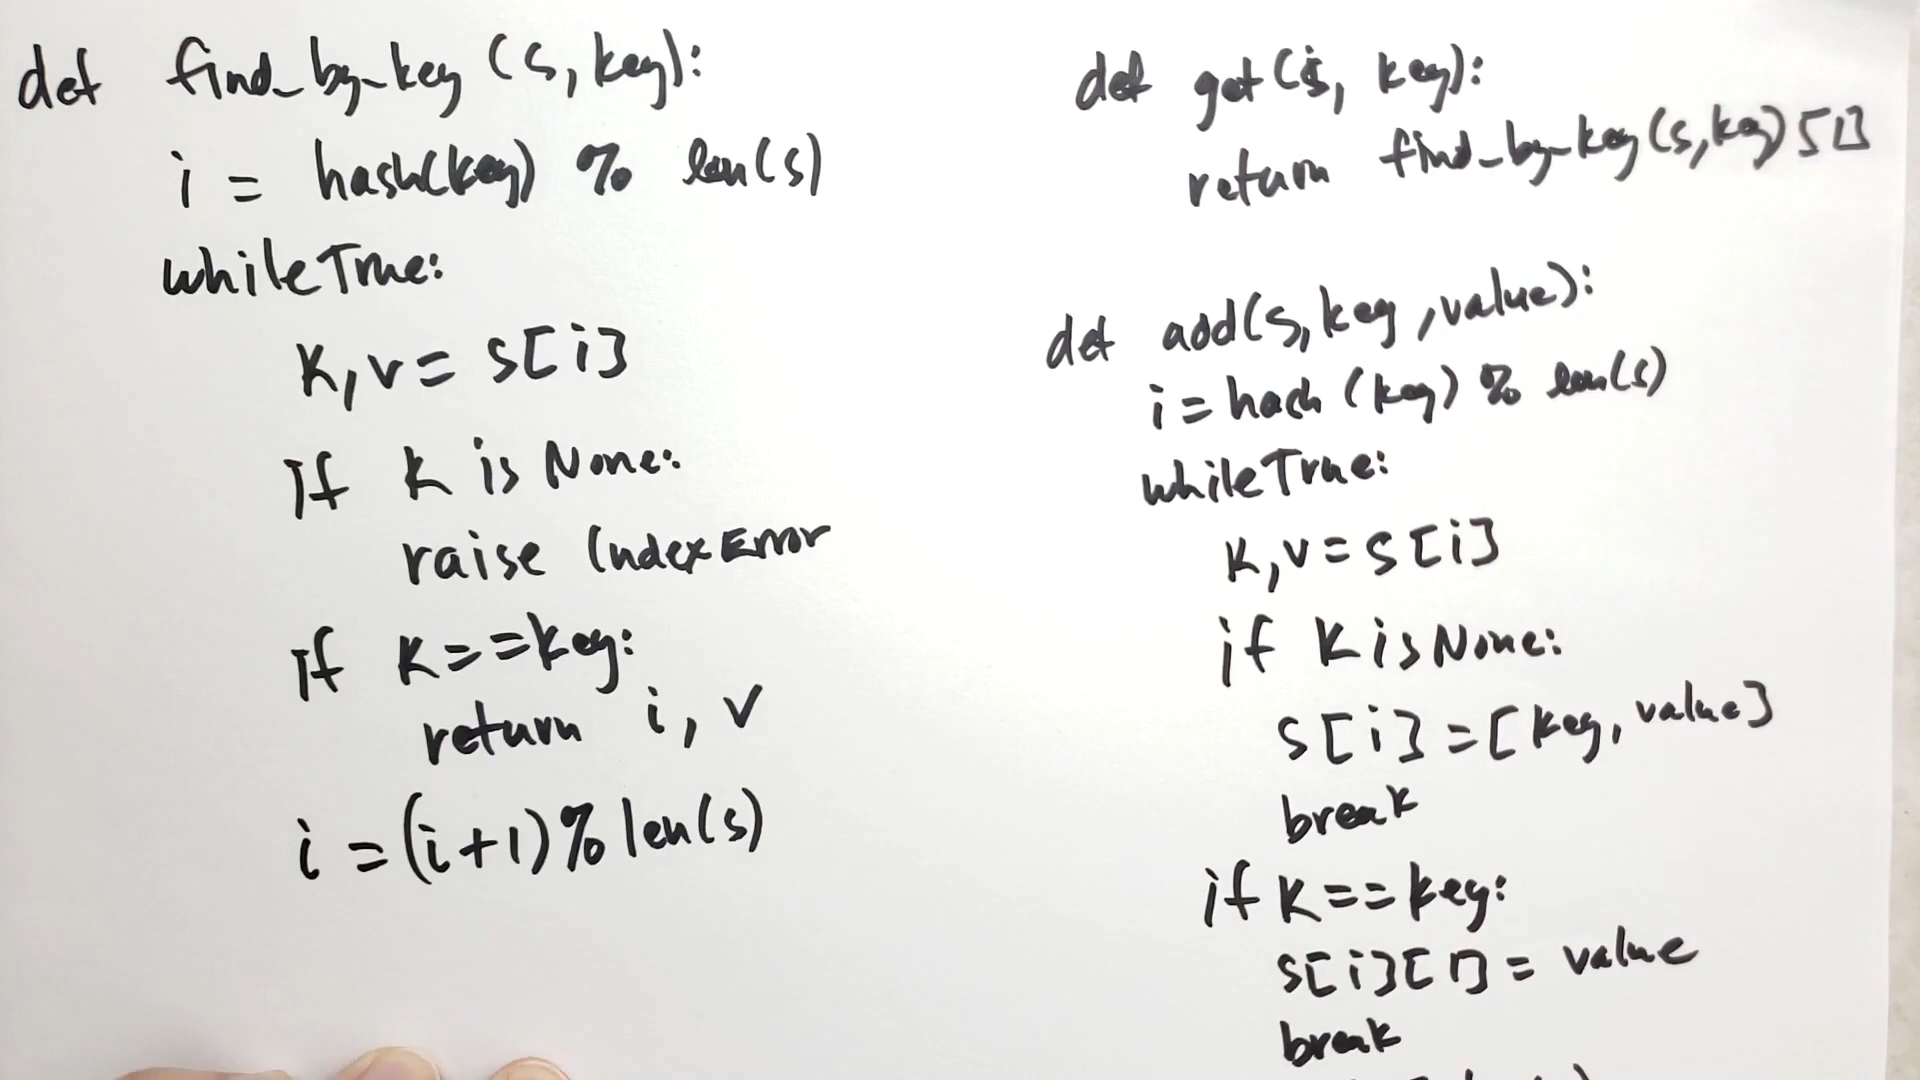 def find_by_key (s, key):
i = hash(key) % len(s)
while True:
k, v = s[i]
If k is None:
raise IndexError
If k == key:
return i, v
i = (i+1) % len(s)
def get(s, key):
return find_by_key(s, key)[1]
def add(s, key, value):
i = hash (key) % len(s)
while True:
k, v = s[i]
if k is None:
s[i] = [key, value]
break
if k == key:
s[i][1] = value
break